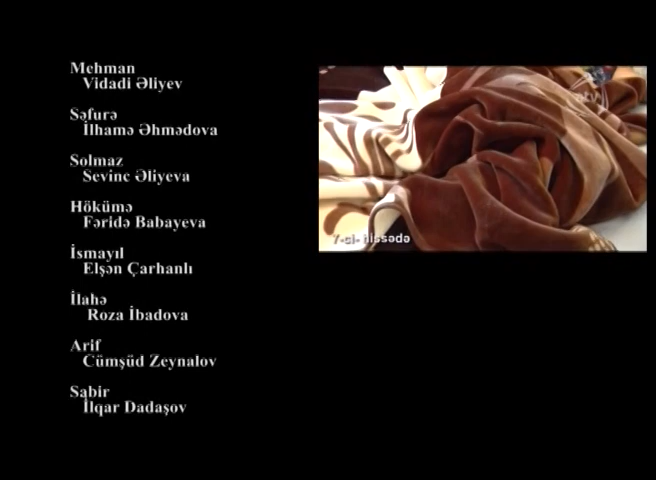 Mehman
Vidadi Əliyev
Səfurə
İlhamə Əhmədova
Solmaz
Sevinc Əliyeva
Hökümə
Fəridə Babayeva
İsmayıl
Elşən Çarhanlı
İlahə
Roza İbadova
Arif
Cümşüd Zeynalov
Sabir
İlqar Dadaşov
atv
7-ci- hissədə